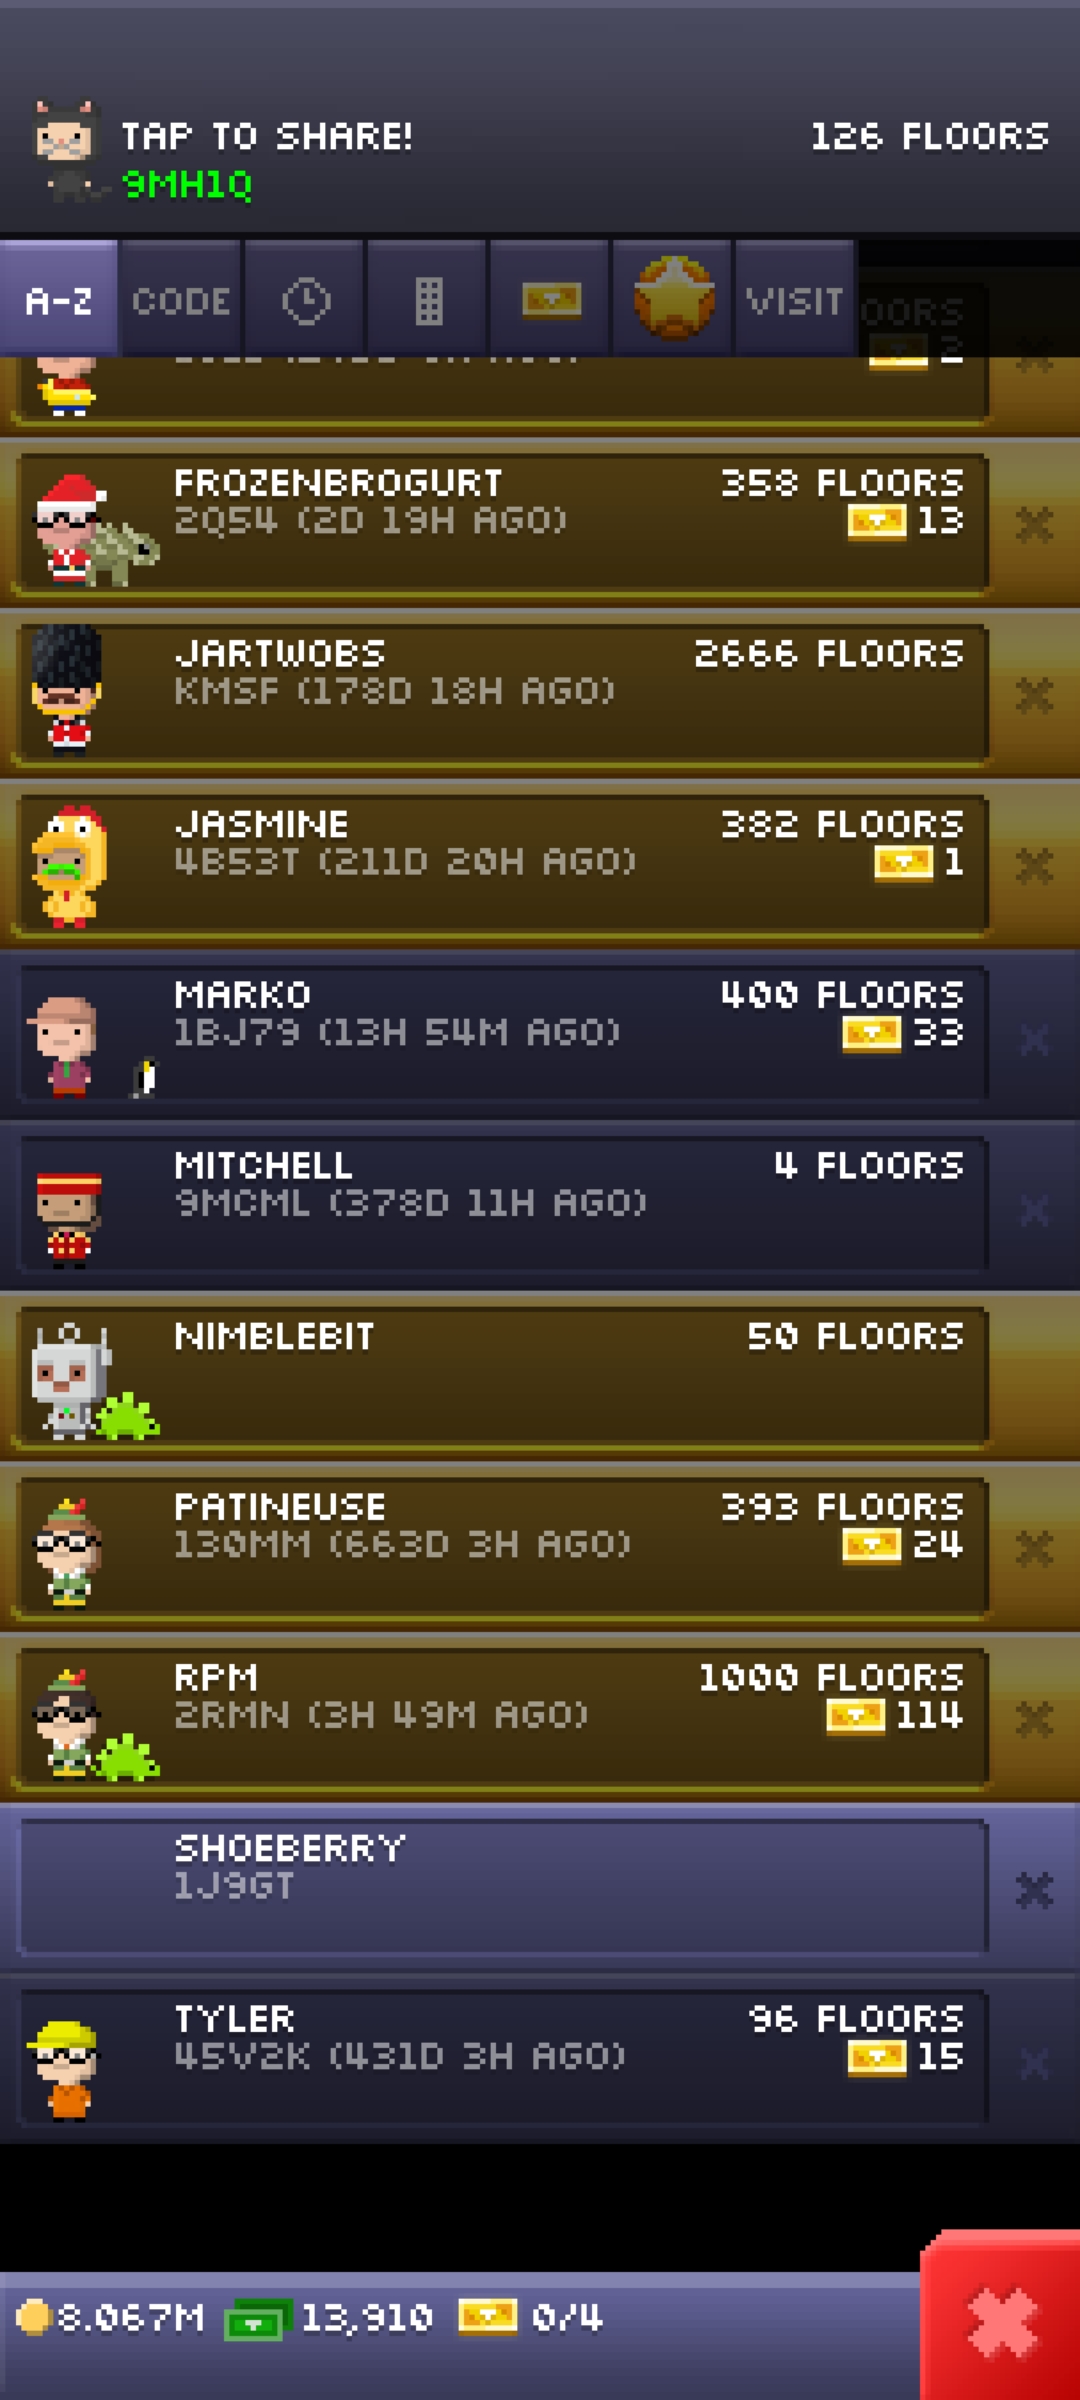 TAP TO SHARE!
126 FLOORS
9MH1Q
A-Z CODE VISIT
2
FROZENBROGURT 358 FLOORS
2Q54 (2D 19H AGO) 13
JARTWOBS 2666 FLOORS
KMSF (178D 18H AGO)
JASMINE 382 FLOORS
4B53T (211D 20H AGO) 1
MARKO 400 FLOORS
1BJ79 (13H 54M AGO) 33
MITCHELL 4 FLOORS
9MCML (378D 11H AGO)
NIMBLEBIT 50 FLOORS
PATINEUSE 393 FLOORS
130MM (663D 3H AGO) 24
RPM 1000 FLOORS
2RMN (3H 49M AGO) 114
SHOEBERRY
1J9GT
TYLER 96 FLOORS
45V2K (431D 3H AGO) 15
8.067M 13,910 0/4